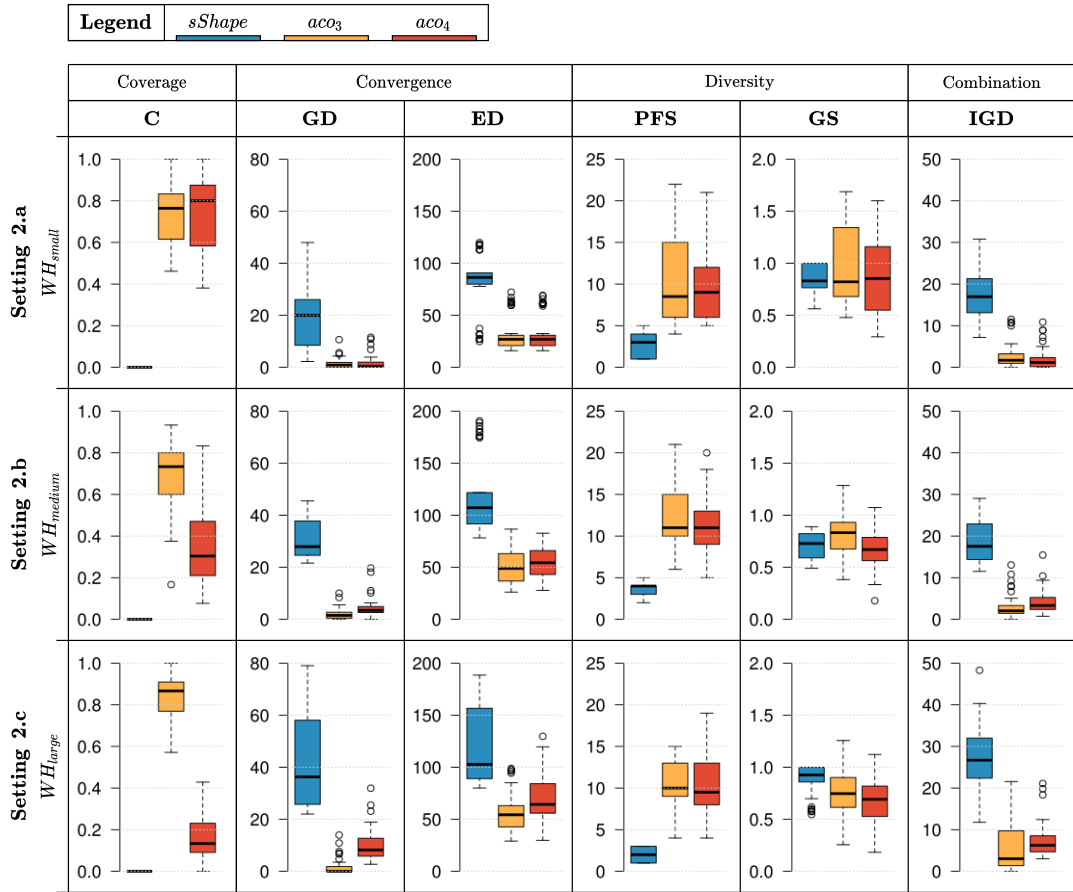 Legend sShape aco3 aco4
Coverage Convergence Diversity Combination
C GD ED PFS GS IGD
Setting 2.a
WHsmall
1.0 80 200 25 2.0 50
0.8 60 150 20 1.5 40
0.6 40 100 15 1.0 30
0.4 20 50 10 0.5 20
0.2 0 0 5 0.0 10
0.0 0 0
Setting 2.b
WHmedium
1.0 80 200 25 2.0 50
0.8 60 150 20 1.5 40
0.6 40 100 15 1.0 30
0.4 20 50 10 0.5 20
0.2 0 0 5 0.0 10
0.0 0 0
Setting 2.c
WHlarge
1.0 80 200 25 2.0 50
0.8 60 150 20 1.5 40
0.6 40 100 15 1.0 30
0.4 20 50 10 0.5 20
0.2 0 0 5 0.0 10
0.0 0 0